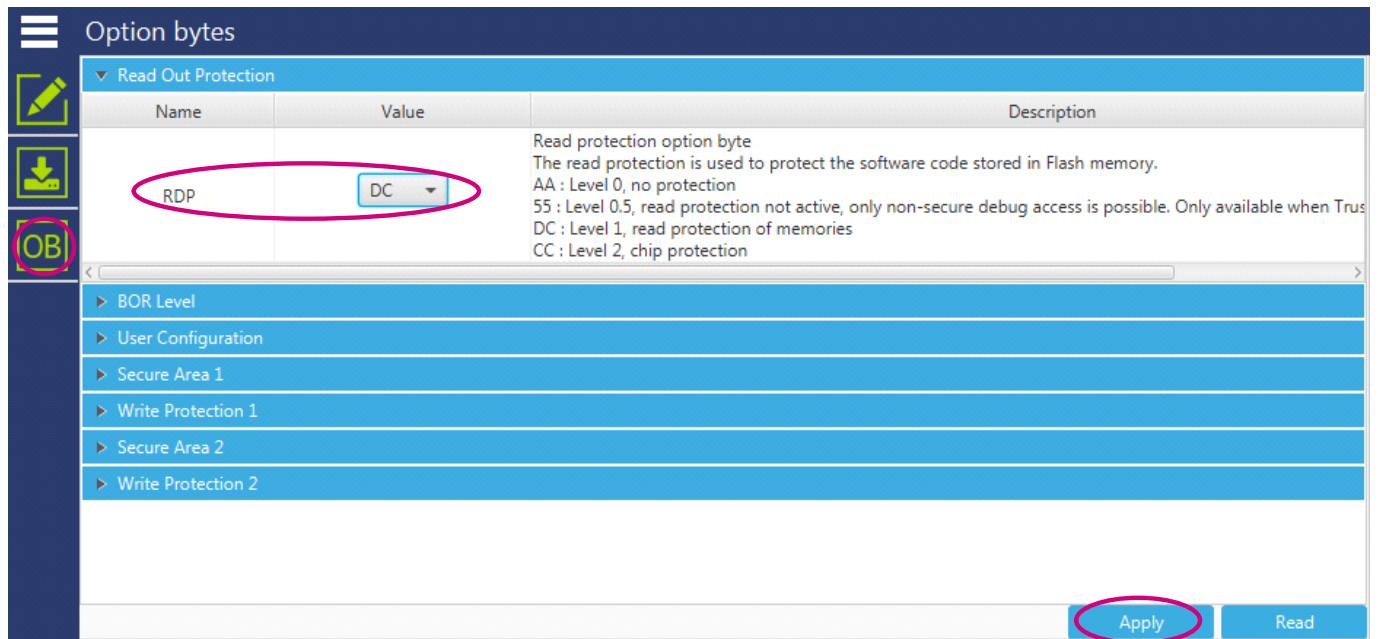 Option bytes
Read Out Protection
Name Value Description
RDP DC
Read protection option byte
The read protection is used to protect the software code stored in Flash memory.
AA : Level 0, no protection
55 : Level 0.5, read protection not active, only non-secure debug access is possible. Only available when Trus
DC : Level 1, read protection of memories
CC : Level 2, chip protection
OB
BOR Level
User Configuration
Secure Area 1
Write Protection 1
Secure Area 2
Write Protection 2
Apply Read